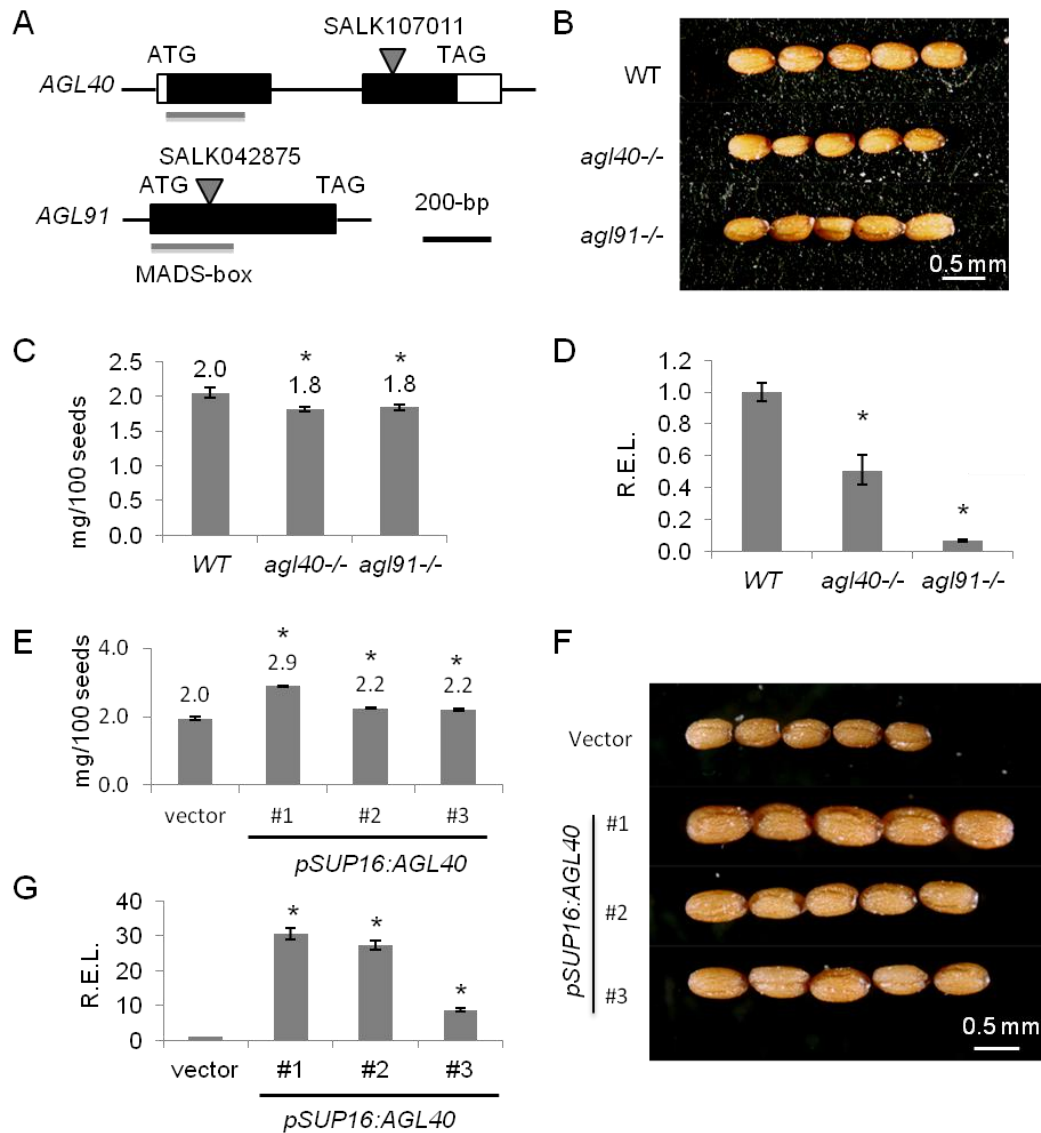 A
SALK107011
ATG
TAG
AGL40
SALK042875
ATG
TAG
AGL91
200-bp
MADS-box
B
WT
agl40-/-
agl91-/-
0.5 mm
C
mg/100 seeds
2.5
2.0
1.5
1.0
0.5
0.0
2.0
*
1.8
*
1.8
WT
agl40-/-
agl91-/-
D
R.E.L.
1.2
1.0
0.8
0.6
0.4
0.2
0.0
*
*
WT
agl40-/-
agl91-/-
E
mg/100 seeds
4.0
2.0
0.0
2.0
*
2.9
*
2.2
*
2.2
vector
#1
#2
#3
pSUP16:AGL40
F
Vector
pSUP16:AGL40
#1
#2
#3
0.5 mm
G
R.E.L.
40
30
20
10
0
*
*
*
vector
#1
#2
#3
pSUP16:AGL40